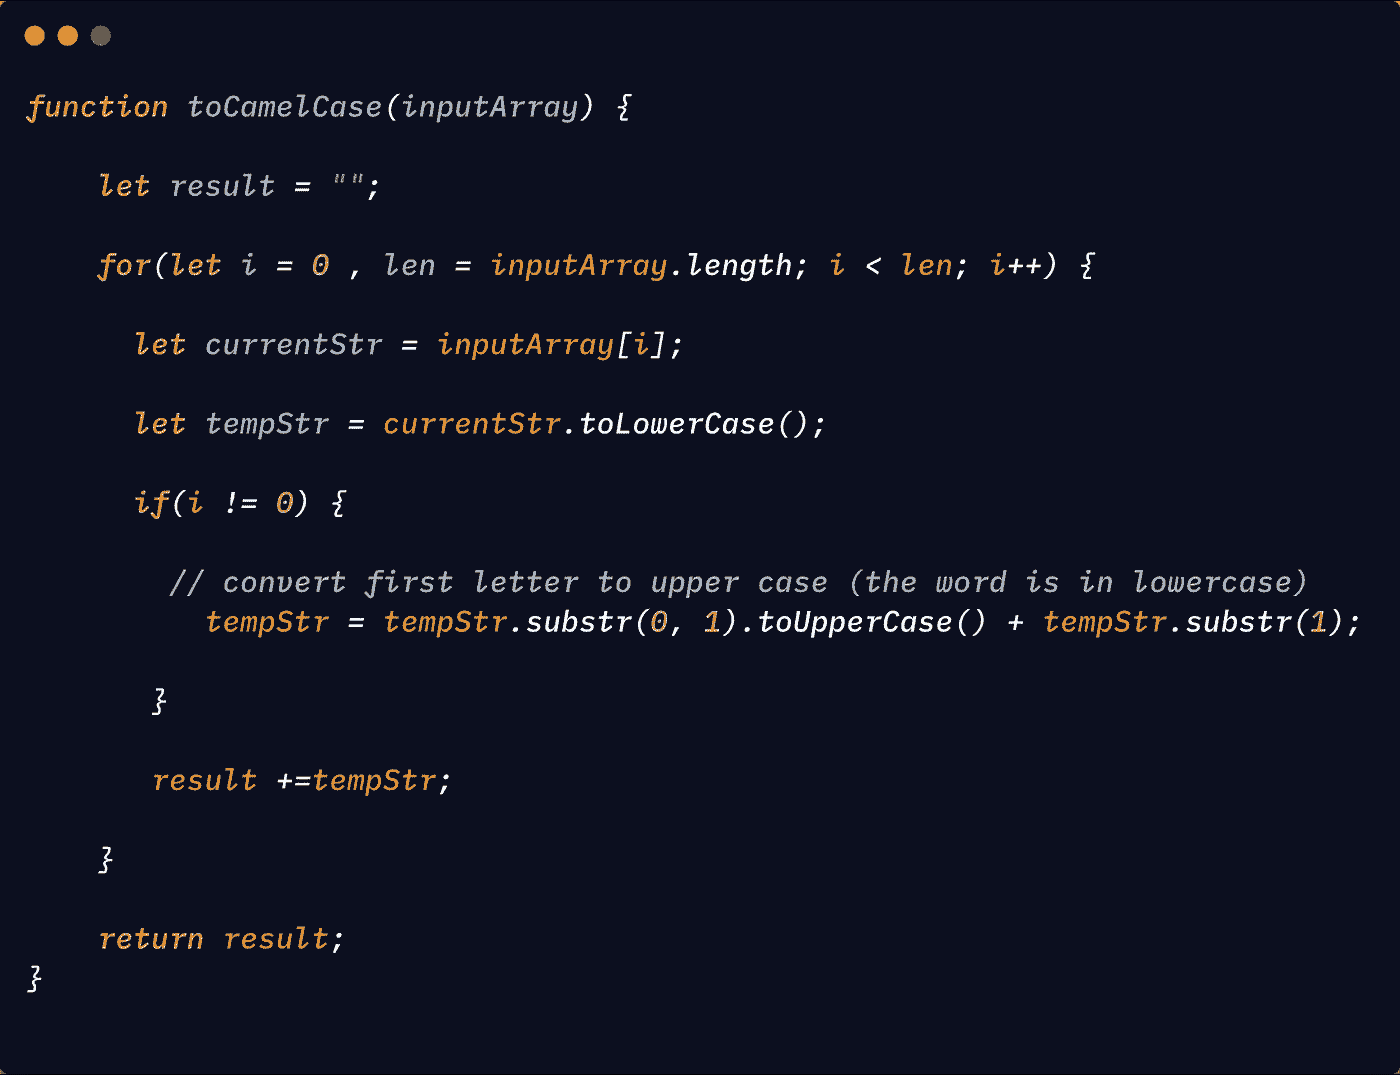 function toCamelCase(inputArray) {
let result = "";
for(let i = 0 , len = inputArray.length; i < len; i++) {
let currentStr = inputArray[i];
let tempStr = currentStr.toLowerCase();
if(i != 0) {
// convert first letter to upper case (the word is in lowercase)
tempStr = tempStr.substr(0, 1).toUpperCase() + tempStr.substr(1);
}
result +=tempStr;
}
return result;
}